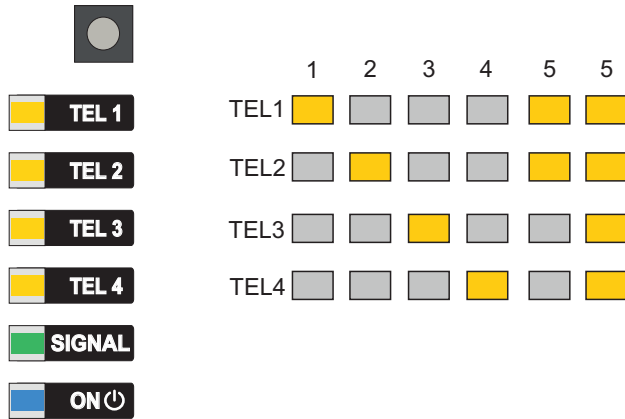 1 2 3 4 5 5
TEL 1
TEL1
TEL 2
TEL2
TEL 3
TEL3
TEL 4
TEL4
SIGNAL
ON